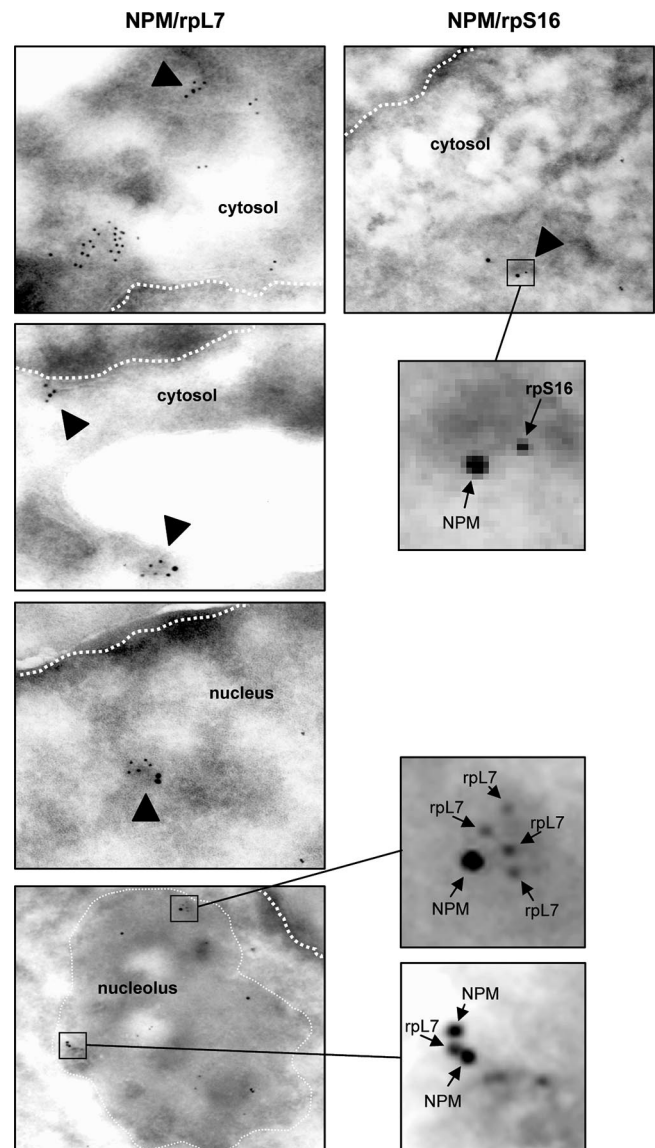 NPM/rpL7
NPM/rpS16
cytosol
cytosol
rpS16
NPM
cytosol
nucleus
rpL7
rpL7
rpL7
NPM
rpL7
nucleolus
NPM
rpL7
NPM